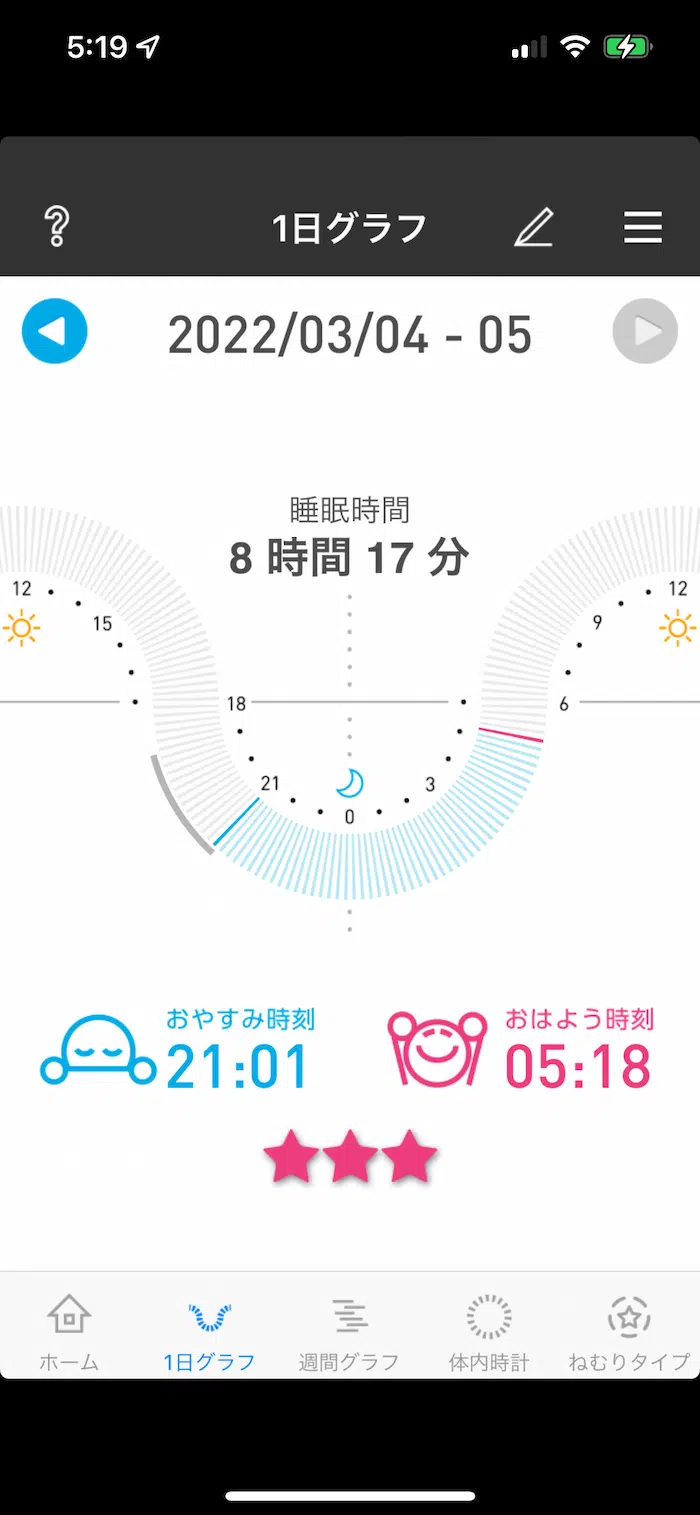 5:19
1日グラフ
2022/03/04 - 05
睡眠時間
8 時間 17 分
12
15
18
21
0
3
6
9
12
おやすみ時刻
21:01
おはよう時刻
05:18
ホーム
1日グラフ
週間グラフ
体内時計
ねむりタイプ